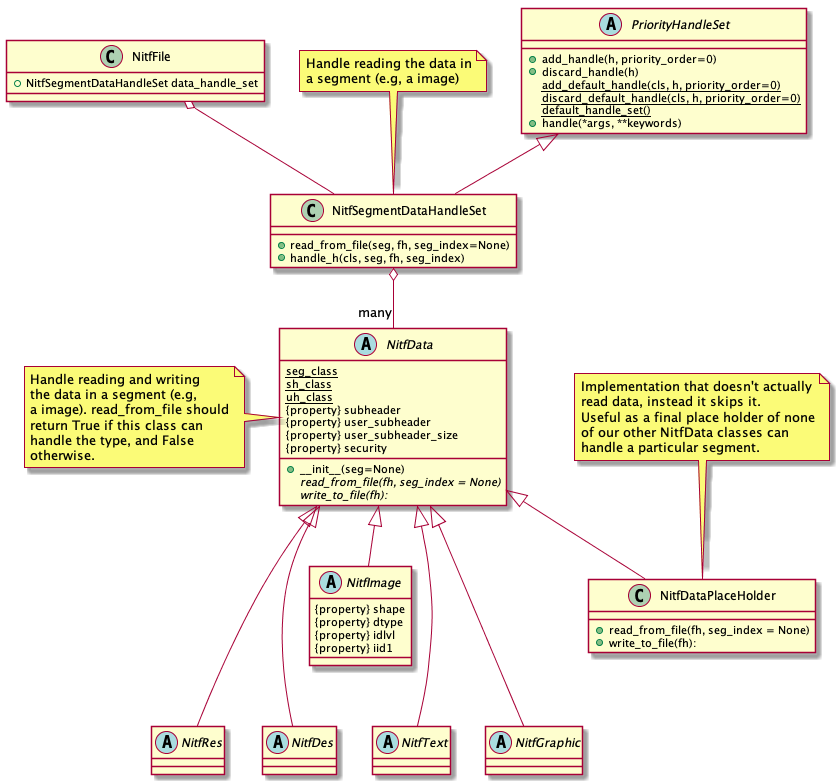 C NitfFile
NitfSegmentDataHandleSet data_handle_set
Handle reading the data in
a segment (e.g, a image)
A PriorityHandleSet
add_handle(h, priority_order=0)
discard_handle(h)
add_default_handle(cls, h, priority_order=0)
discard_default_handle(cls, h, priority_order=0)
default_handle_set()
handle(*args, **keywords)
C NitfSegmentDataHandleSet
read_from_file(seg, fh, seg_index=None)
handle_h(cls, seg, fh, seg_index)
many
A NitfData
seg_class
sh_class
uh_class
{property} subheader
{property} user_subheader
{property} user_subheader_size
{property} security
__init__(seg=None)
read_from_file(fh, seg_index = None)
write_to_file(fh):
Handle reading and writing
the data in a segment (e.g,
a image). read_from_file should
return True if this class can
handle the type, and False
otherwise.
Implementation that doesn't actually
read data, instead it skips it.
Useful as a final place holder of none
of our other NitfData classes can
handle a particular segment.
A NitfImage
{property} shape
{property} dtype
{property} idlvl
{property} iid1
C NitfDataPlaceHolder
read_from_file(fh, seg_index = None)
write_to_file(fh):
A NitfRes
A NitfDes
A NitfText
A NitfGraphic